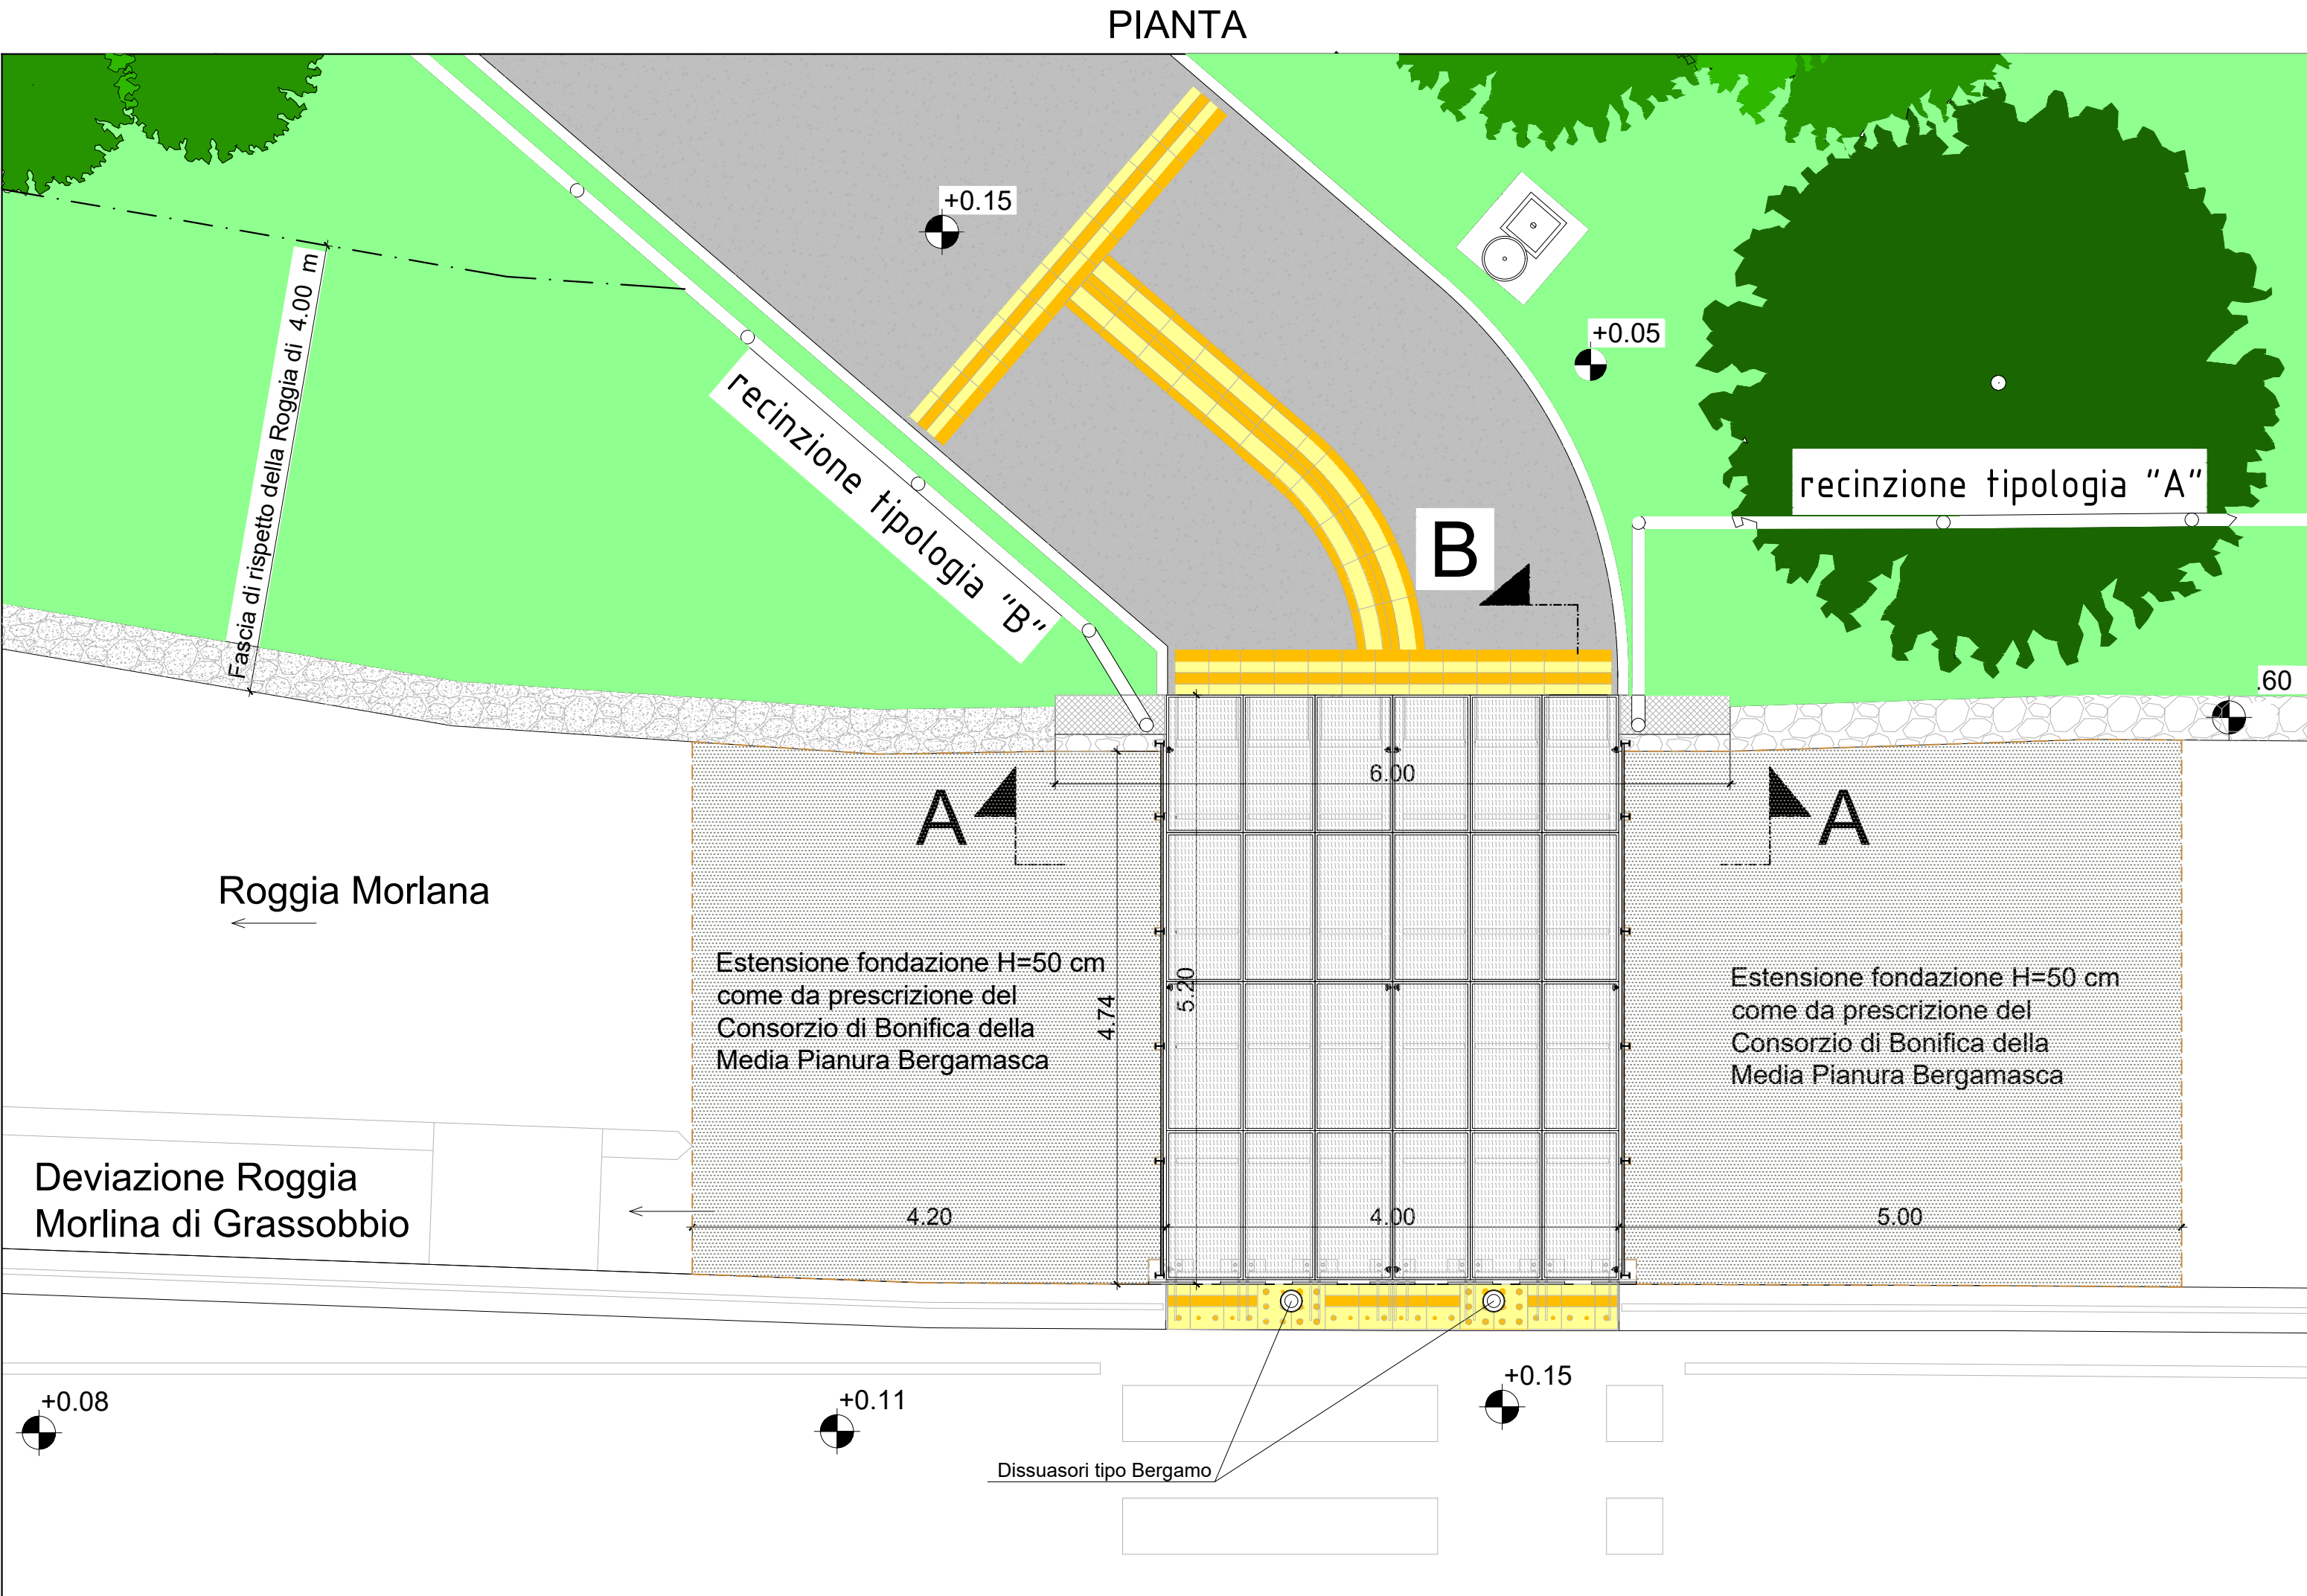 PIANTA
+0.15
Fascia di rispetto della Roggia di 4.00 m
+0.05
recinzione tipologia "B"
recinzione tipologia "A"
B
.60
6.00
A
A
Roggia Morlana
Estensione fondazione H=50 cm
come da prescrizione del
Consorzio di Bonifica della
Media Pianura Bergamasca
4.74
5.20
Estensione fondazione H=50 cm
come da prescrizione del
Consorzio di Bonifica della
Media Pianura Bergamasca
Deviazione Roggia
Morlina di Grassobbio
4.20
4.00
5.00
+0.08
+0.11
+0.15
Dissuasori tipo Bergamo